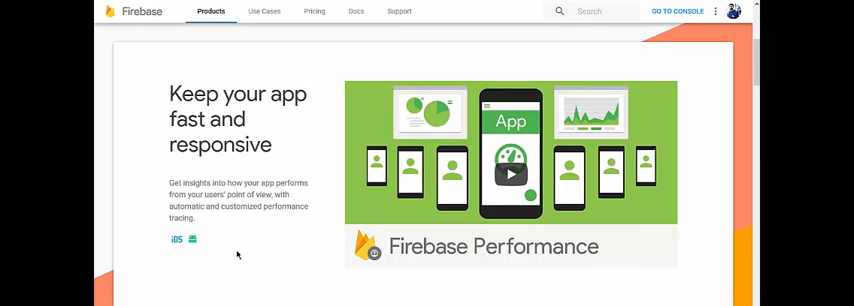 Firebase
Products
Use Cases
Pricing
Docs
Support
Search
GO TO CONSOLE
Keep your app
fast and
responsive
Get insights into how your app performs
from your users' point of view, with
automatic and customized performance
tracing.
iOS
App
Firebase Performance